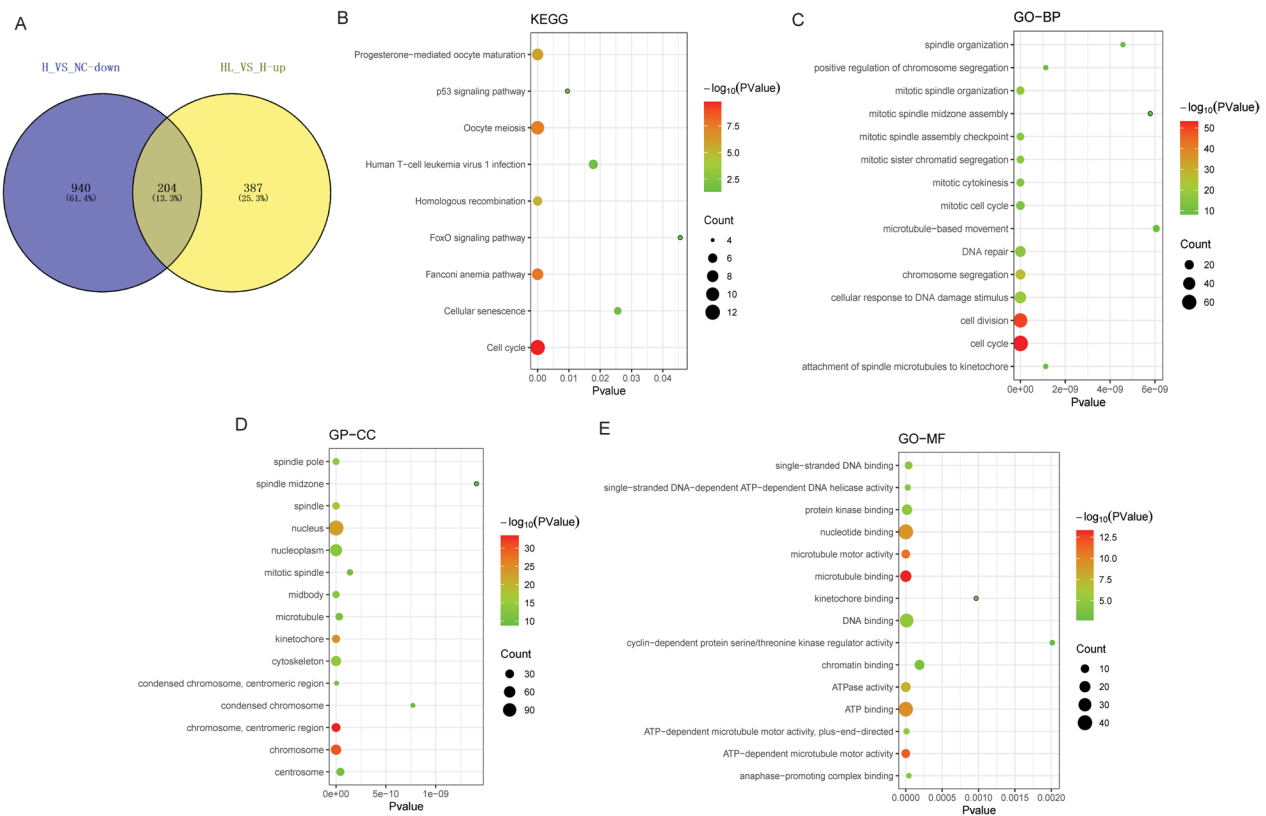 A
H_VS_NC-down
HL_VS_H-up
940
(61.4%)
204
(13.3%)
387
(25.3%)
B
KEGG
Progesterone-mediated oocyte maturation
p53 signaling pathway
Oocyte meiosis
Human T-cell leukemia virus 1 infection
Homologous recombination
FoxO signaling pathway
Fanconi anemia pathway
Cellular senescence
Cell cycle
0.00 0.01 0.02 0.03 0.04
Pvalue
−log10(PValue)
7.5
5.0
2.5
Count
4
6
8
10
12
C
GO-BP
spindle organization
positive regulation of chromosome segregation
mitotic spindle organization
mitotic spindle midzone assembly
mitotic spindle assembly checkpoint
mitotic sister chromatid segregation
mitotic cytokinesis
mitotic cell cycle
microtubule-based movement
DNA repair
chromosome segregation
cellular response to DNA damage stimulus
cell division
cell cycle
attachment of spindle microtubules to kinetochore
0e+00 2e-09 4e-09 6e-09
Pvalue
−log10(PValue)
50
40
30
20
10
Count
20
40
60
D
GP-CC
spindle pole
spindle midzone
spindle
nucleus
nucleoplasm
mitotic spindle
midbody
microtubule
kinetochore
cytoskeleton
condensed chromosome, centromeric region
condensed chromosome
chromosome, centromeric region
chromosome
centrosome
0e+00 5e-10 1e-09
Pvalue
−log10(PValue)
30
25
20
15
10
Count
30
60
90
E
GO-MF
single-stranded DNA binding
single-stranded DNA-dependent ATP-dependent DNA helicase activity
protein kinase binding
nucleotide binding
microtubule motor activity
microtubule binding
kinetochore binding
DNA binding
cyclin-dependent protein serine/threonine kinase regulator activity
chromatin binding
ATPase activity
ATP binding
ATP-dependent microtubule motor activity, plus-end-directed
ATP-dependent microtubule motor activity
anaphase-promoting complex binding
0.0000 0.0005 0.0010 0.0015 0.0020
Pvalue
−log10(PValue)
12.5
10.0
7.5
5.0
Count
10
20
30
40